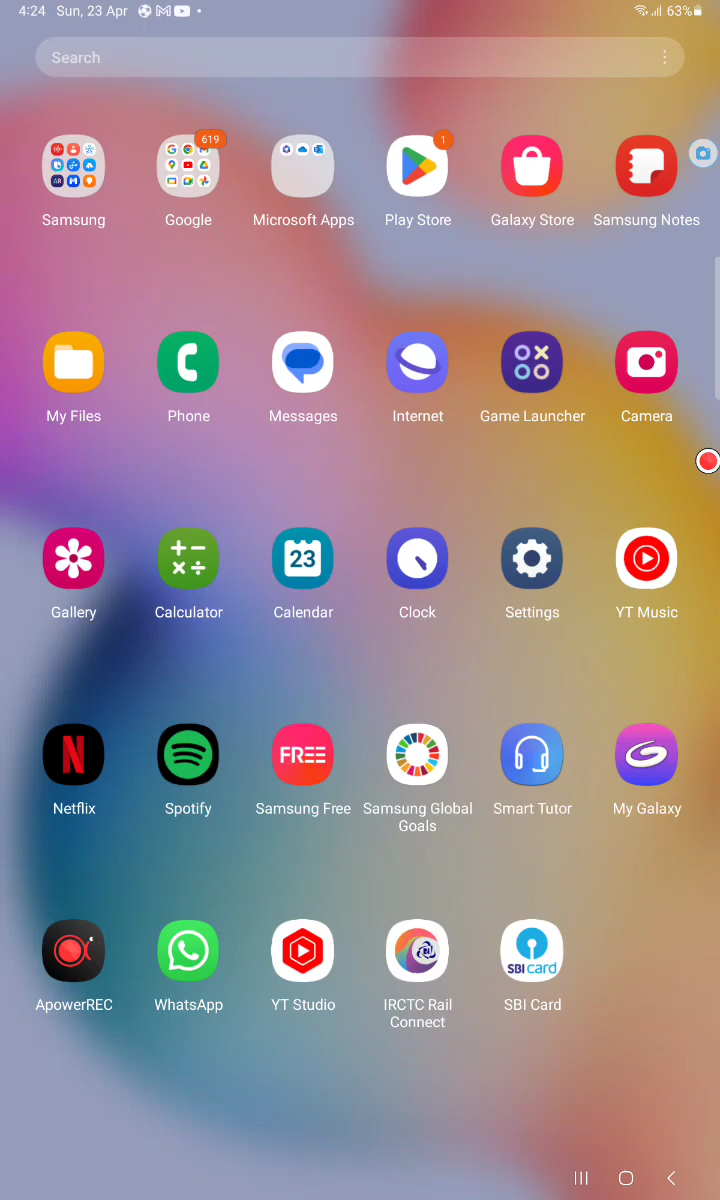 4:24 Sun, 23 Apr
63%
Search
619
1
Samsung
Google
Microsoft Apps
Play Store
Galaxy Store
Samsung Notes
My Files
Phone
Messages
Internet
Game Launcher
Camera
23
Gallery
Calculator
Calendar
Clock
Settings
YT Music
N
FREE
Netflix
Spotify
Samsung Free
Samsung Global
Goals
Smart Tutor
My Galaxy
SBI card
ApowerREC
WhatsApp
YT Studio
IRCTC Rail
Connect
SBI Card